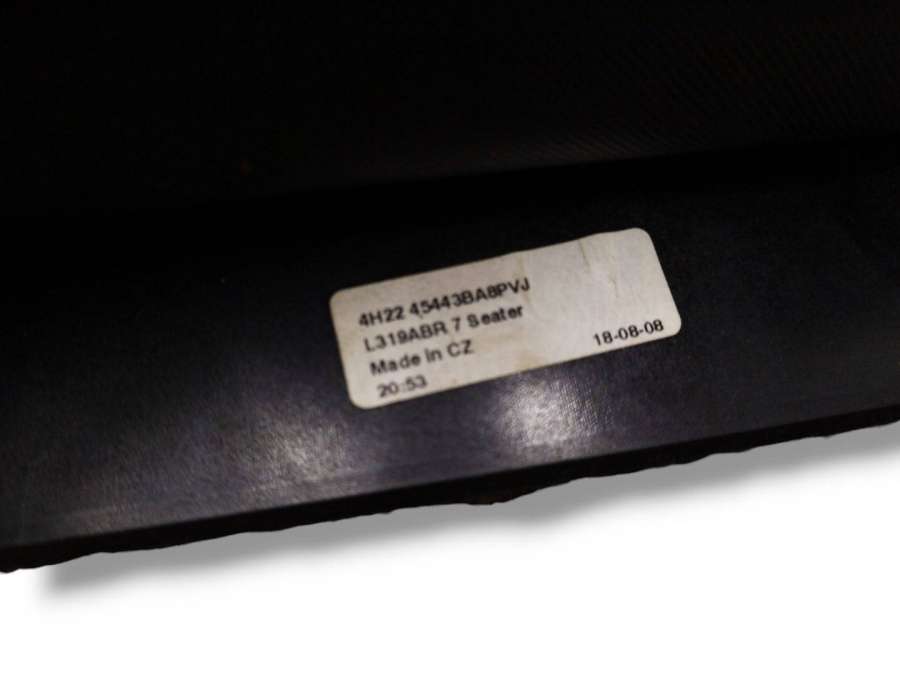 4H22 45443BA8PVJ
L319ABR 7 Seater
Made in CZ
20:53
18-08-08